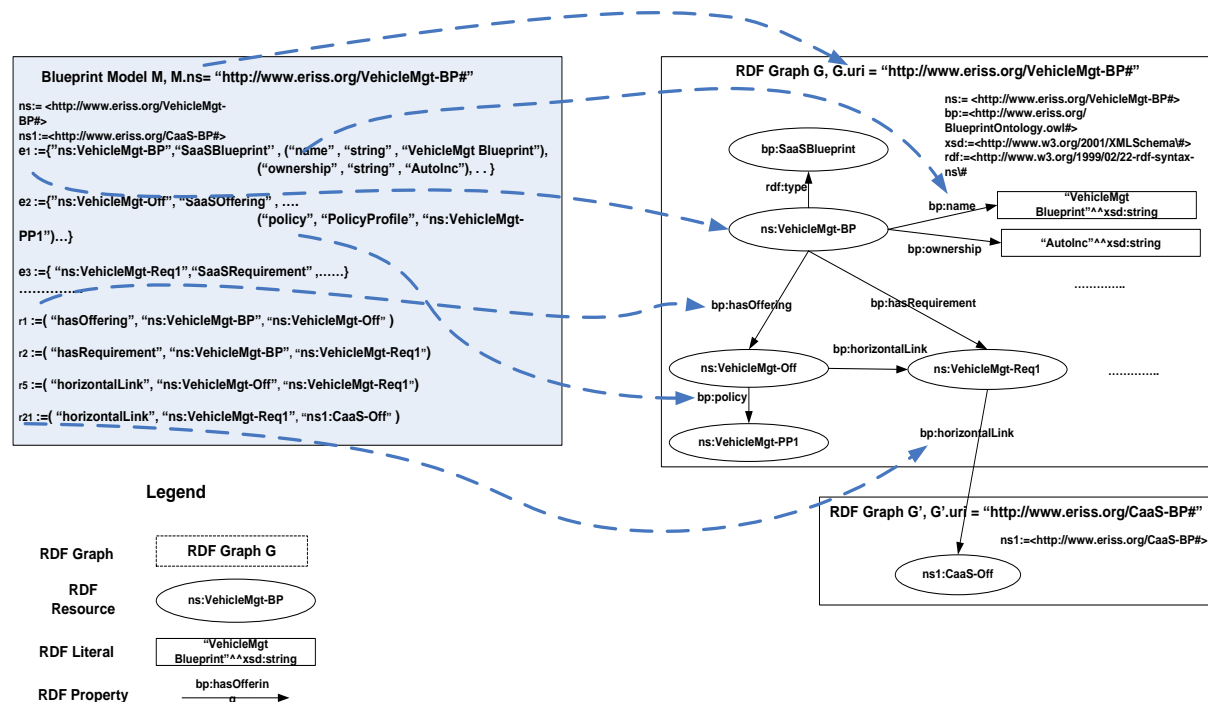 Blueprint Model M, M.ns= “http://www.eriss.org/VehicleMgt-BP#”
ns:= <http://www.eriss.org/VehicleMgt-
BP#>
ns1:=<http://www.eriss.org/CaaS-BP#>
e1 :={”ns:VehicleMgt-BP”,“SaaSBlueprint’’ , (“name” , “string” , “VehicleMgt Blueprint”),
(“ownership” , “string” , “AutoInc”), . . }
e2 :={“ns:VehicleMgt-Off”, “SaaSOffering” , ….
(“policy”, “PolicyProfile”, “ns:VehicleMgt-
PP1”)…}
e3 :={ “ns:VehicleMgt-Req1”,“SaaSRequirement” ,……}
……………
r1 :=( “hasOffering”, “ns:VehicleMgt-BP”, “ns:VehicleMgt-Off” )
r2 :=( “hasRequirement”, “ns:VehicleMgt-BP”, “ns:VehicleMgt-Req1”)
r5 :=( “horizontalLink”, “ns:VehicleMgt-Off”, “ns:VehicleMgt-Req1”)
r21 :=( “horizontalLink”, “ns:VehicleMgt-Req1”, “ns1:CaaS-Off” )
RDF Graph G, G.uri = “http://www.eriss.org/VehicleMgt-BP#”
ns:= <http://www.eriss.org/VehicleMgt-BP#>
bp:=<http://www.eriss.org/
BlueprintOntology.owl#>
xsd:=<http://www.w3.org/2001/XMLSchema\#>
rdf:=<http://www.w3.org/1999/02/22-rdf-syntax-
ns\#
bp:SaaSBlueprint
rdf:type
bp:name
“VehicleMgt
Blueprint”^^xsd:string
ns:VehicleMgt-BP
bp:ownership
“AutoInc”^^xsd:string
…………..
bp:hasOffering
bp:hasRequirement
bp:horizontalLink
ns:VehicleMgt-Off
ns:VehicleMgt-Req1
…………..
bp:policy
ns:VehicleMgt-PP1
bp:horizontalLink
RDF Graph G’, G’.uri = “http://www.eriss.org/CaaS-BP#”
ns1:=<http://www.eriss.org/CaaS-BP#>
ns1:CaaS-Off
Legend
RDF Graph
RDF Graph G
RDF
Resource
ns:VehicleMgt-BP
RDF Literal
“VehicleMgt
Blueprint”^^xsd:string
RDF Property
bp:hasOfferin
g